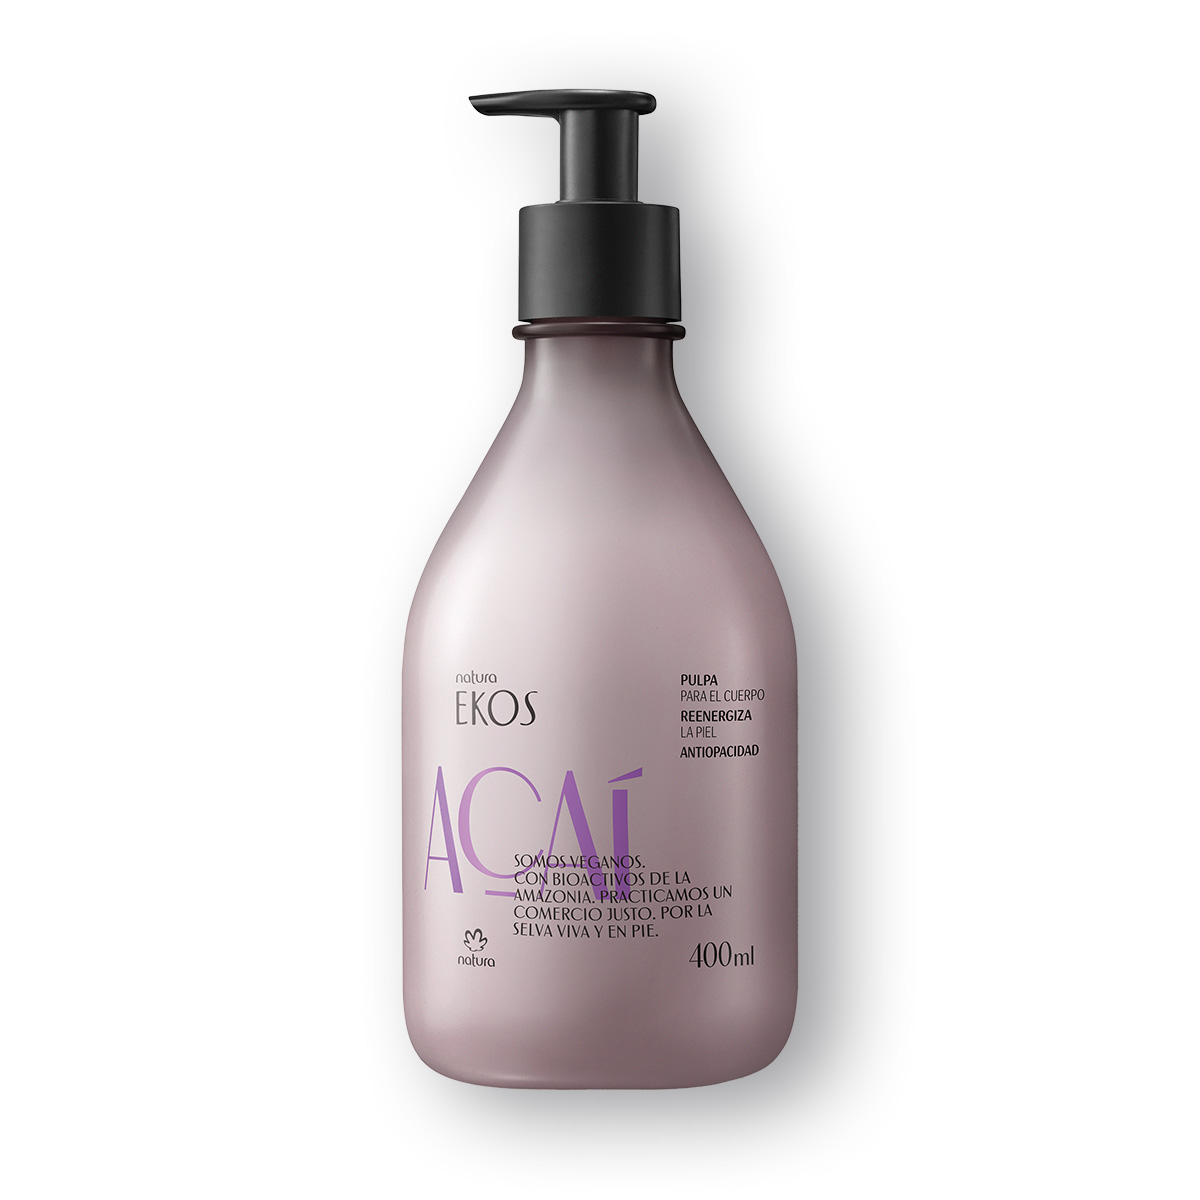 natura
EKOS
PULPA
PARA EL CUERPO
REENERGIZA
LA PIEL
ANTIOPACIDAD
AÇAÍ
SOMOS VEGANOS.
CON BIOACTIVOS DE LA
AMAZONIA. PRACTICAMOS UN
COMERCIO JUSTO. POR LA
SELVA VIVA Y EN PIE.
natura
400ml